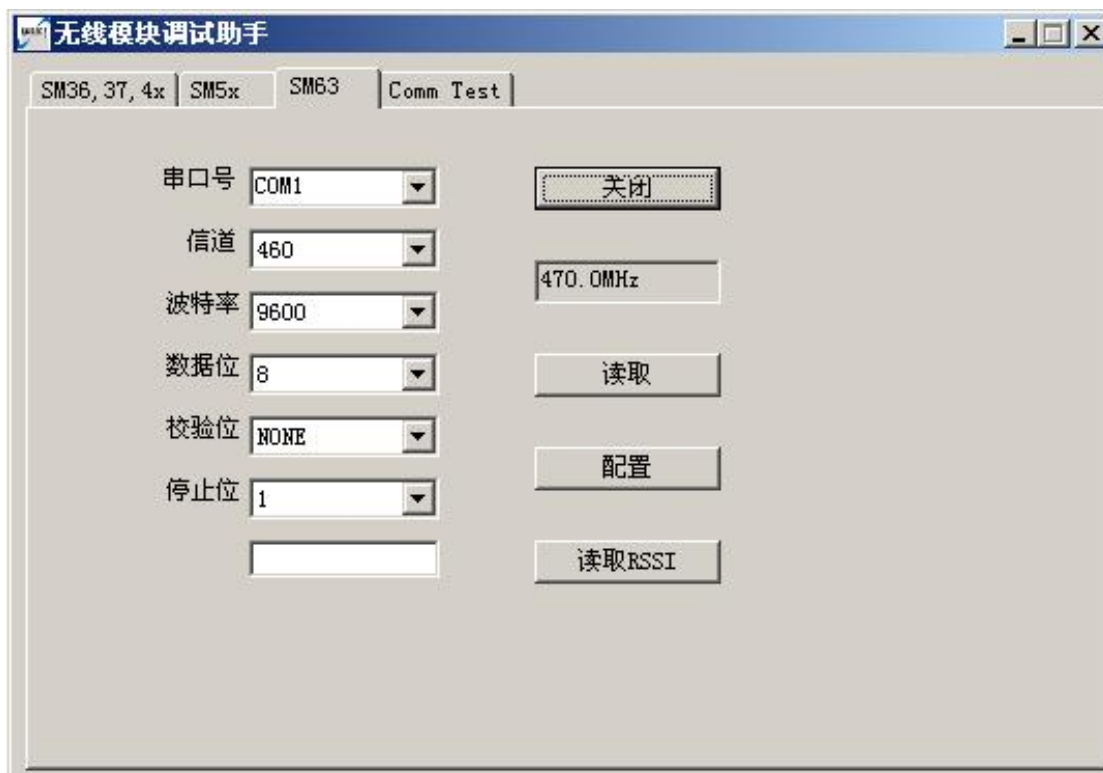 无线模块调试助手
SM36,37,4x SM5x SM63 Comm Test
串口号 COM1 关闭
信道 460
470.0MHz
波特率 9600
数据位 8 读取
校验位 NONE
配置
停止位 1
读取RSSI